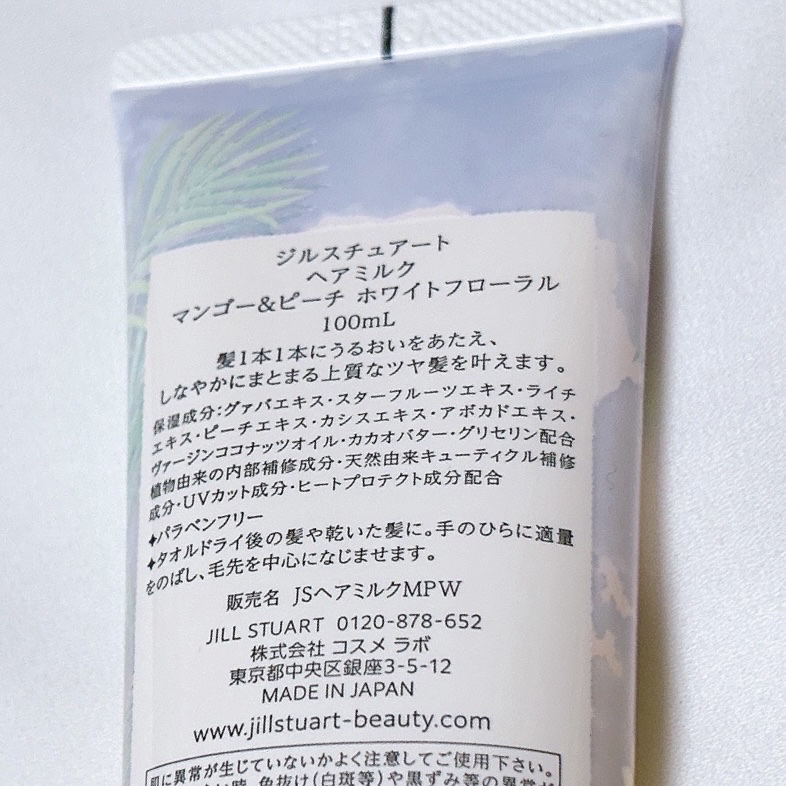 ジルスチュアート
ヘアミルク
マンゴー&ピーチ ホワイトフローラル
100mL
髪1本1本にうるおいをあたえ、
しなやかにまとまる上質なツヤ髪を叶えます。
保湿成分:グァバエキス・スターフルーツエキス・ライチ
エキス・ピーチエキス・カシスエキス・アボカドエキス・
ヴァージンココナッツオイル・カカオバター・グリセリン配合
植物由来の内部補修成分・天然由来キューティクル補修
成分・UVカット成分・ヒートプロテクト成分配合
✦パラベンフリー
✦タオルドライ後の髪や乾いた髪に。手のひらに適量
をのばし、毛先を中心になじませます。
販売名 JSヘアミルクMPW
JILL STUART 0120-878-652
株式会社 コスメ ラボ
東京都中央区銀座3-5-12
MADE IN JAPAN
www.jillstuart-beauty.com
肌に異常が生じていないかよく注意してご使用下さい。
色抜け(白斑等)や黒ずみ等の異常が